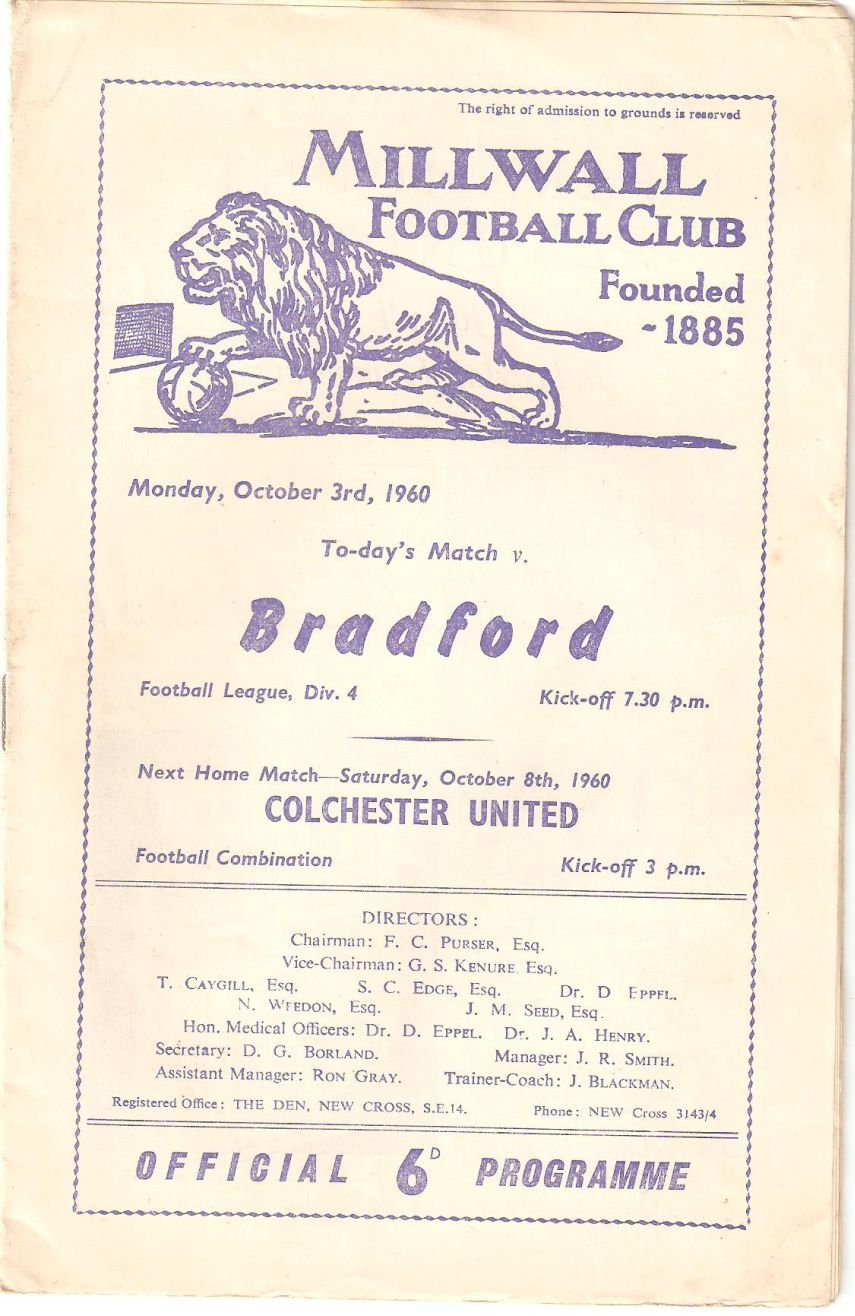 The right of admission to grounds is reserved
MILLWALL
FOOTBALL CLUB
Founded
-1885
Monday, October 3rd, 1960
To-day's Match v.
Bradford
Football League, Div. 4 Kick-off 7.30 p.m.
Next Home Match—Saturday, October 8th, 1960
COLCHESTER UNITED
Football Combination Kick-off 3 p.m.
DIRECTORS :
Chairman: F. C. PURSER, Esq.
Vice-Chairman: G. S. KENURE Esq.
T. CAYGILL, Esq. S. C. EDGE, Esq. Dr. D EPPEL.
N. WEEDON, Esq. J. M. SEED, Esq.
Hon. Medical Officers: Dr. D. EPPEL. Dr. J. A. HENRY.
Secretary: D. G. BORLAND. Manager: J. R. SMITH.
Assistant Manager: RON GRAY. Trainer-Coach: J. BLACKMAN.
Registered Office: THE DEN, NEW CROSS, S.E.14. Phone: NEW Cross 3143/4
OFFICIAL 6D PROGRAMME